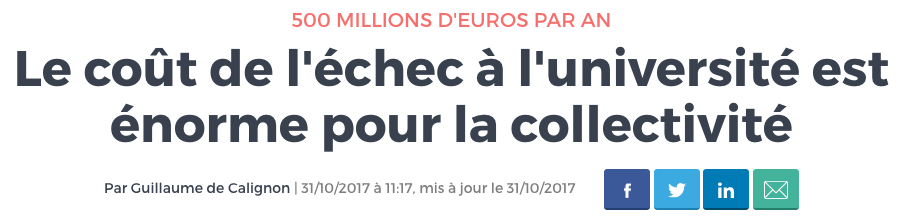 500 MILLIONS D'EUROS PAR AN
Le coût de l'échec à l'université est
énorme pour la collectivité
Par Guillaume de Calignon | 31/10/2017 à 11:17, mis à jour le 31/10/2017